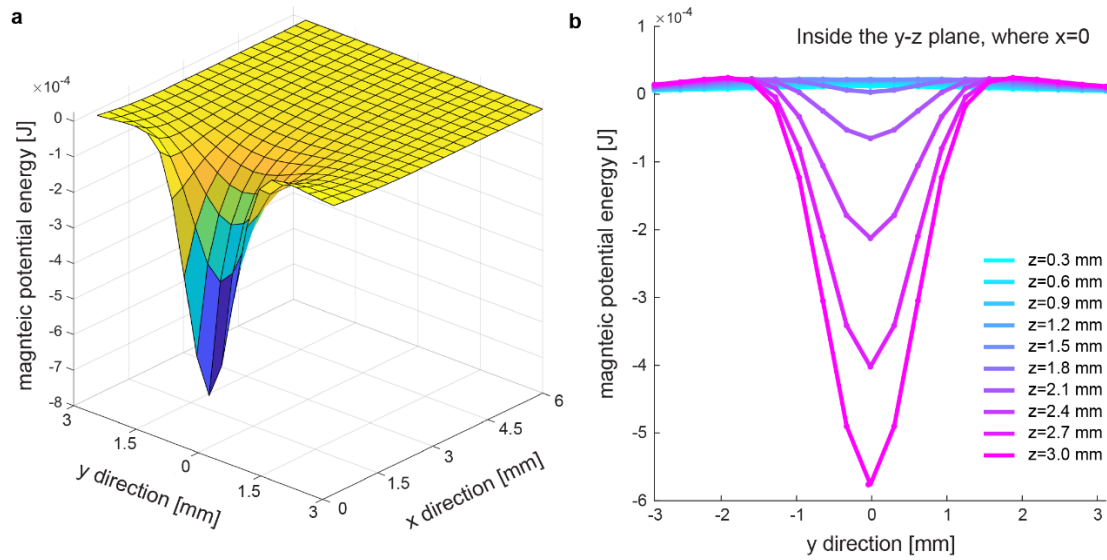 a
×10⁻⁴
0
-1
-2
-3
-4
-5
-6
-7
-8
magnteic potential energy [J]
3
1.5
0
1.5
3
y direction [mm]
0
1.5
3
4.5
6
x direction [mm]
b
×10⁻⁴
1
0
-1
-2
-3
-4
-5
-6
magnteic potential energy [J]
Inside the y-z plane, where x=0
z=0.3 mm
z=0.6 mm
z=0.9 mm
z=1.2 mm
z=1.5 mm
z=1.8 mm
z=2.1 mm
z=2.4 mm
z=2.7 mm
z=3.0 mm
-3 -2 -1 0 1 2 3
y direction [mm]